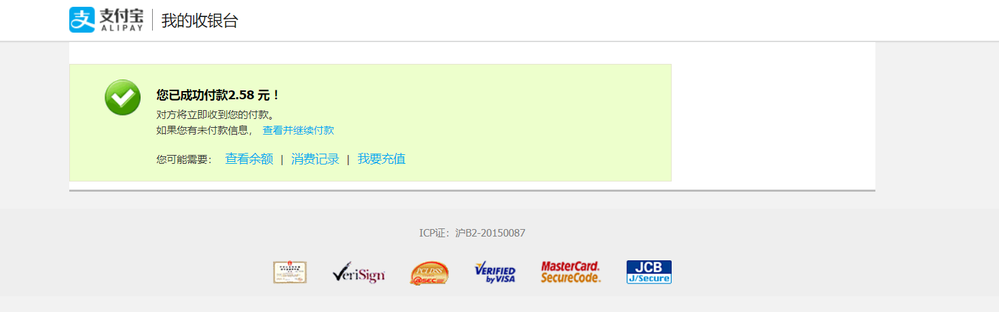 支付宝
ALIPAY
我的收银台
您已成功付款2.58 元！
对方将立即收到您的付款。
如果您有未付款信息， 查看并继续付款
您可能需要： 查看余额 | 消费记录 | 我要充值
ICP证：沪B2-20150087
VeriSign
PCI DSS
@SEC
VERIFIED
by VISA
MasterCard.
SecureCode.
JCB
J/Secure